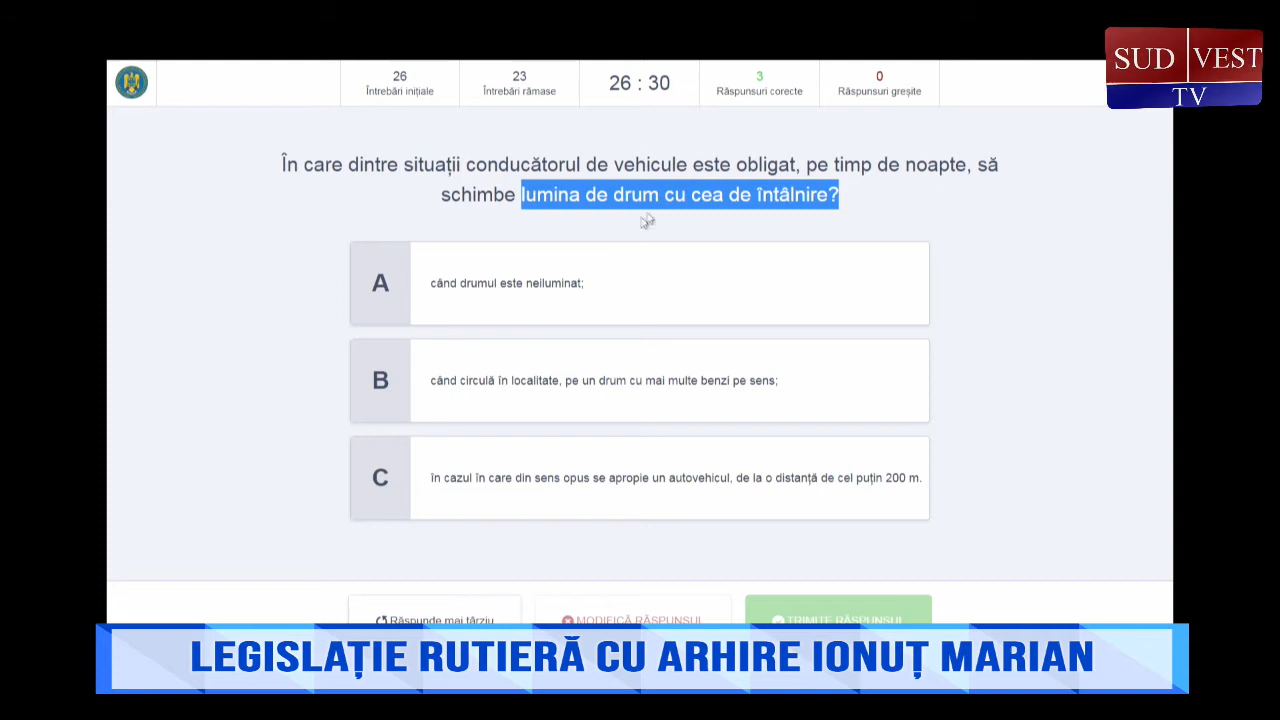 SUD VEST
TV
26
Întrebări inițiale
23
Întrebări rămase
26 : 30
3
Răspunsuri corecte
0
Răspunsuri greșite
În care dintre situații conducătorul de vehicule este obligat, pe timp de noapte, să
schimbe lumina de drum cu cea de întâlnire?
A
când drumul este neiluminat;
B
când circulă în localitate, pe un drum cu mai multe benzi pe sens;
C
în cazul în care din sens opus se apropie un autovehicul, de la o distanță de cel puțin 200 m.
Răspunde mai târziu
MODIFICĂ RĂSPUNSUL
TRIMITE RĂSPUNSUL
LEGISLAȚIE RUTIERĂ CU ARHIRE IONUȚ MARIAN